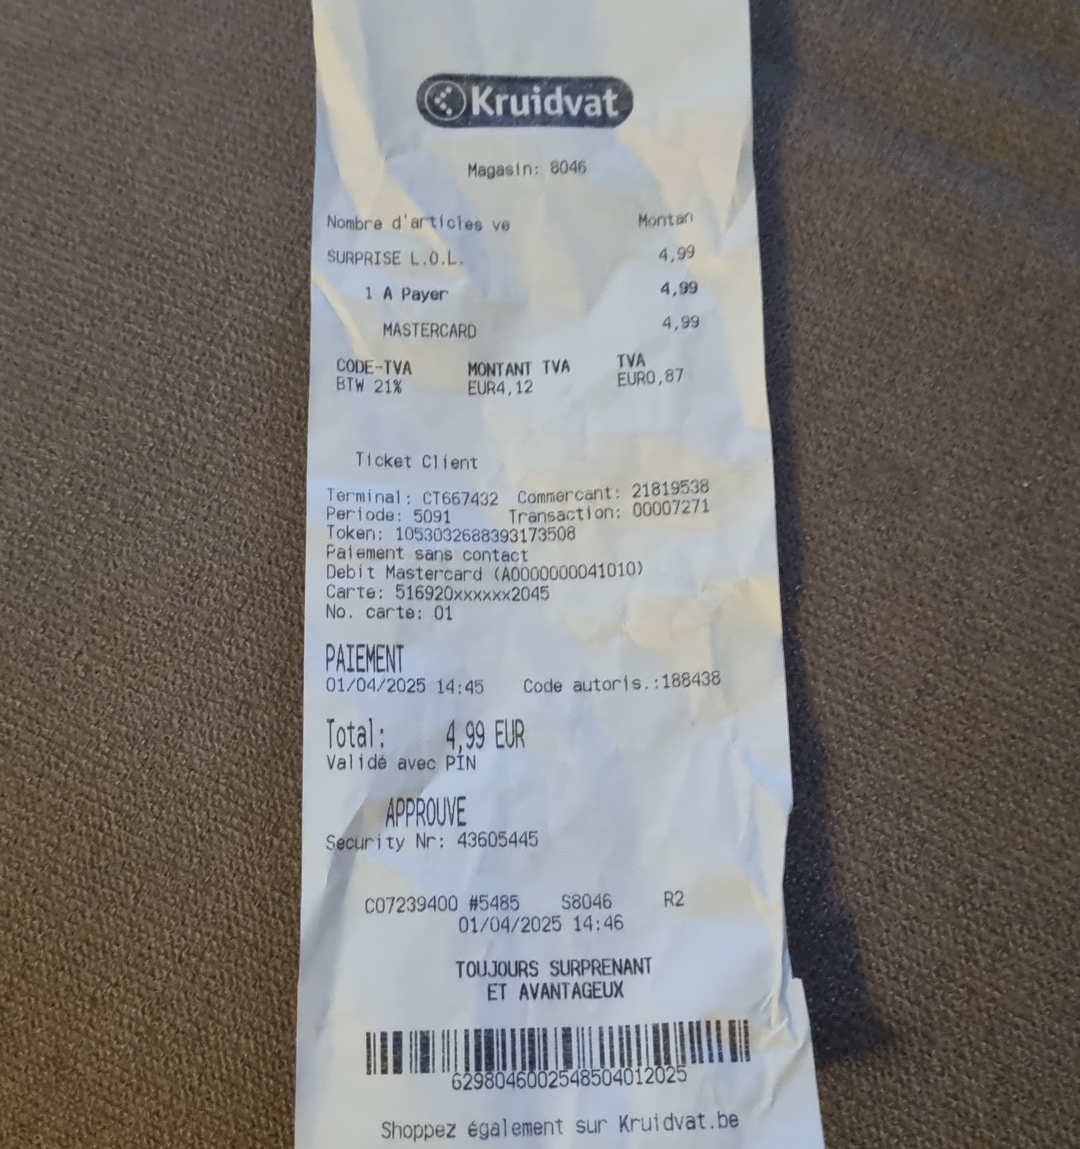 Kruidvat
Magasin: 8046
Nombre d'articles ve Montan
SURPRISE L.O.L. 4,99
1 A Payer 4,99
MASTERCARD 4,99
CODE-TVA MONTANT TVA TVA
BTW 21% EUR4,12 EUR0,87
Ticket Client
Terminal: CT667432 Commercant: 21819538
Periode: 5091 Transaction: 00007271
Token: 1053032688393173508
Paiement sans contact
Debit Mastercard (A0000000041010)
Carte: 516920xxxxxx2045
No. carte: 01
PAIEMENT
01/04/2025 14:45 Code autoris.:188438
Total: 4,99 EUR
Validé avec PIN
APPROUVE
Security Nr: 43605445
C07239400 #5485 S8046 R2
01/04/2025 14:46
TOUJOURS SURPRENANT
ET AVANTAGEUX
6298046002548504012025
Shoppez également sur Kruidvat.be